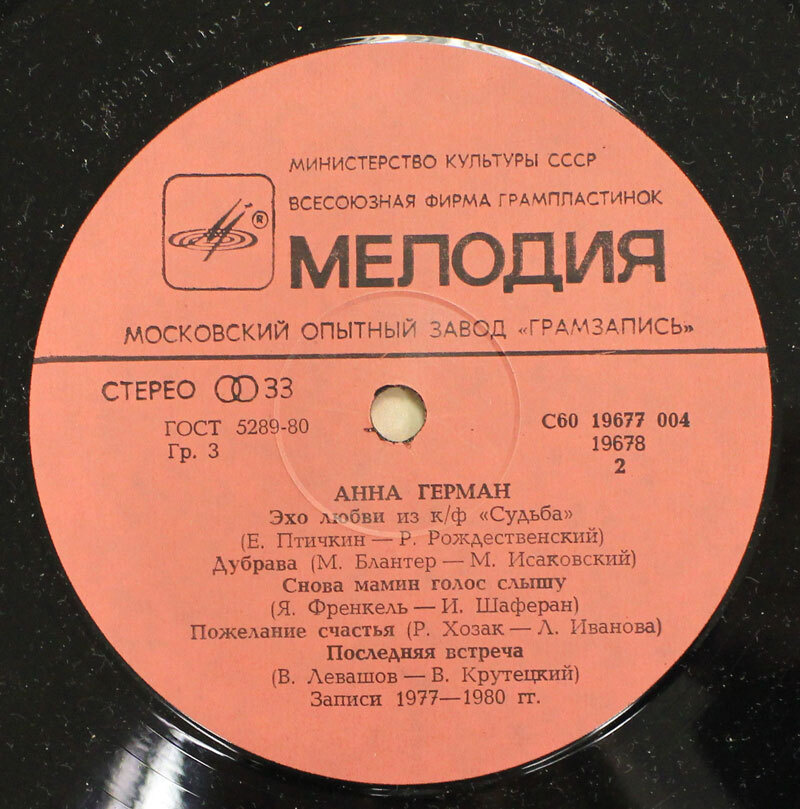 МИНИСТЕРСТВО КУЛЬТУРЫ СССР
ВСЕСОЮЗНАЯ ФИРМА ГРАМПЛАСТИНОК
®
МЕЛОДИЯ
МОСКОВСКИЙ ОПЫТНЫЙ ЗАВОД «ГРАМЗАПИСЬ»
СТЕРЕО 33
ГОСТ 5289-80
Гр. 3
С60 19677 004
19678
2
АННА ГЕРМАН
Эхо любви из к/ф «Судьба»
(Е. Птичкин — Р. Рождественский)
Дубрава (М. Блантер — М. Исаковский)
Снова мамин голос слышу
(Я. Френкель — И. Шаферан)
Пожелание счастья (Р. Хозак — Л. Иванова)
Последняя встреча
(В. Левашов — В. Крутецкий)
Записи 1977—1980 гг.